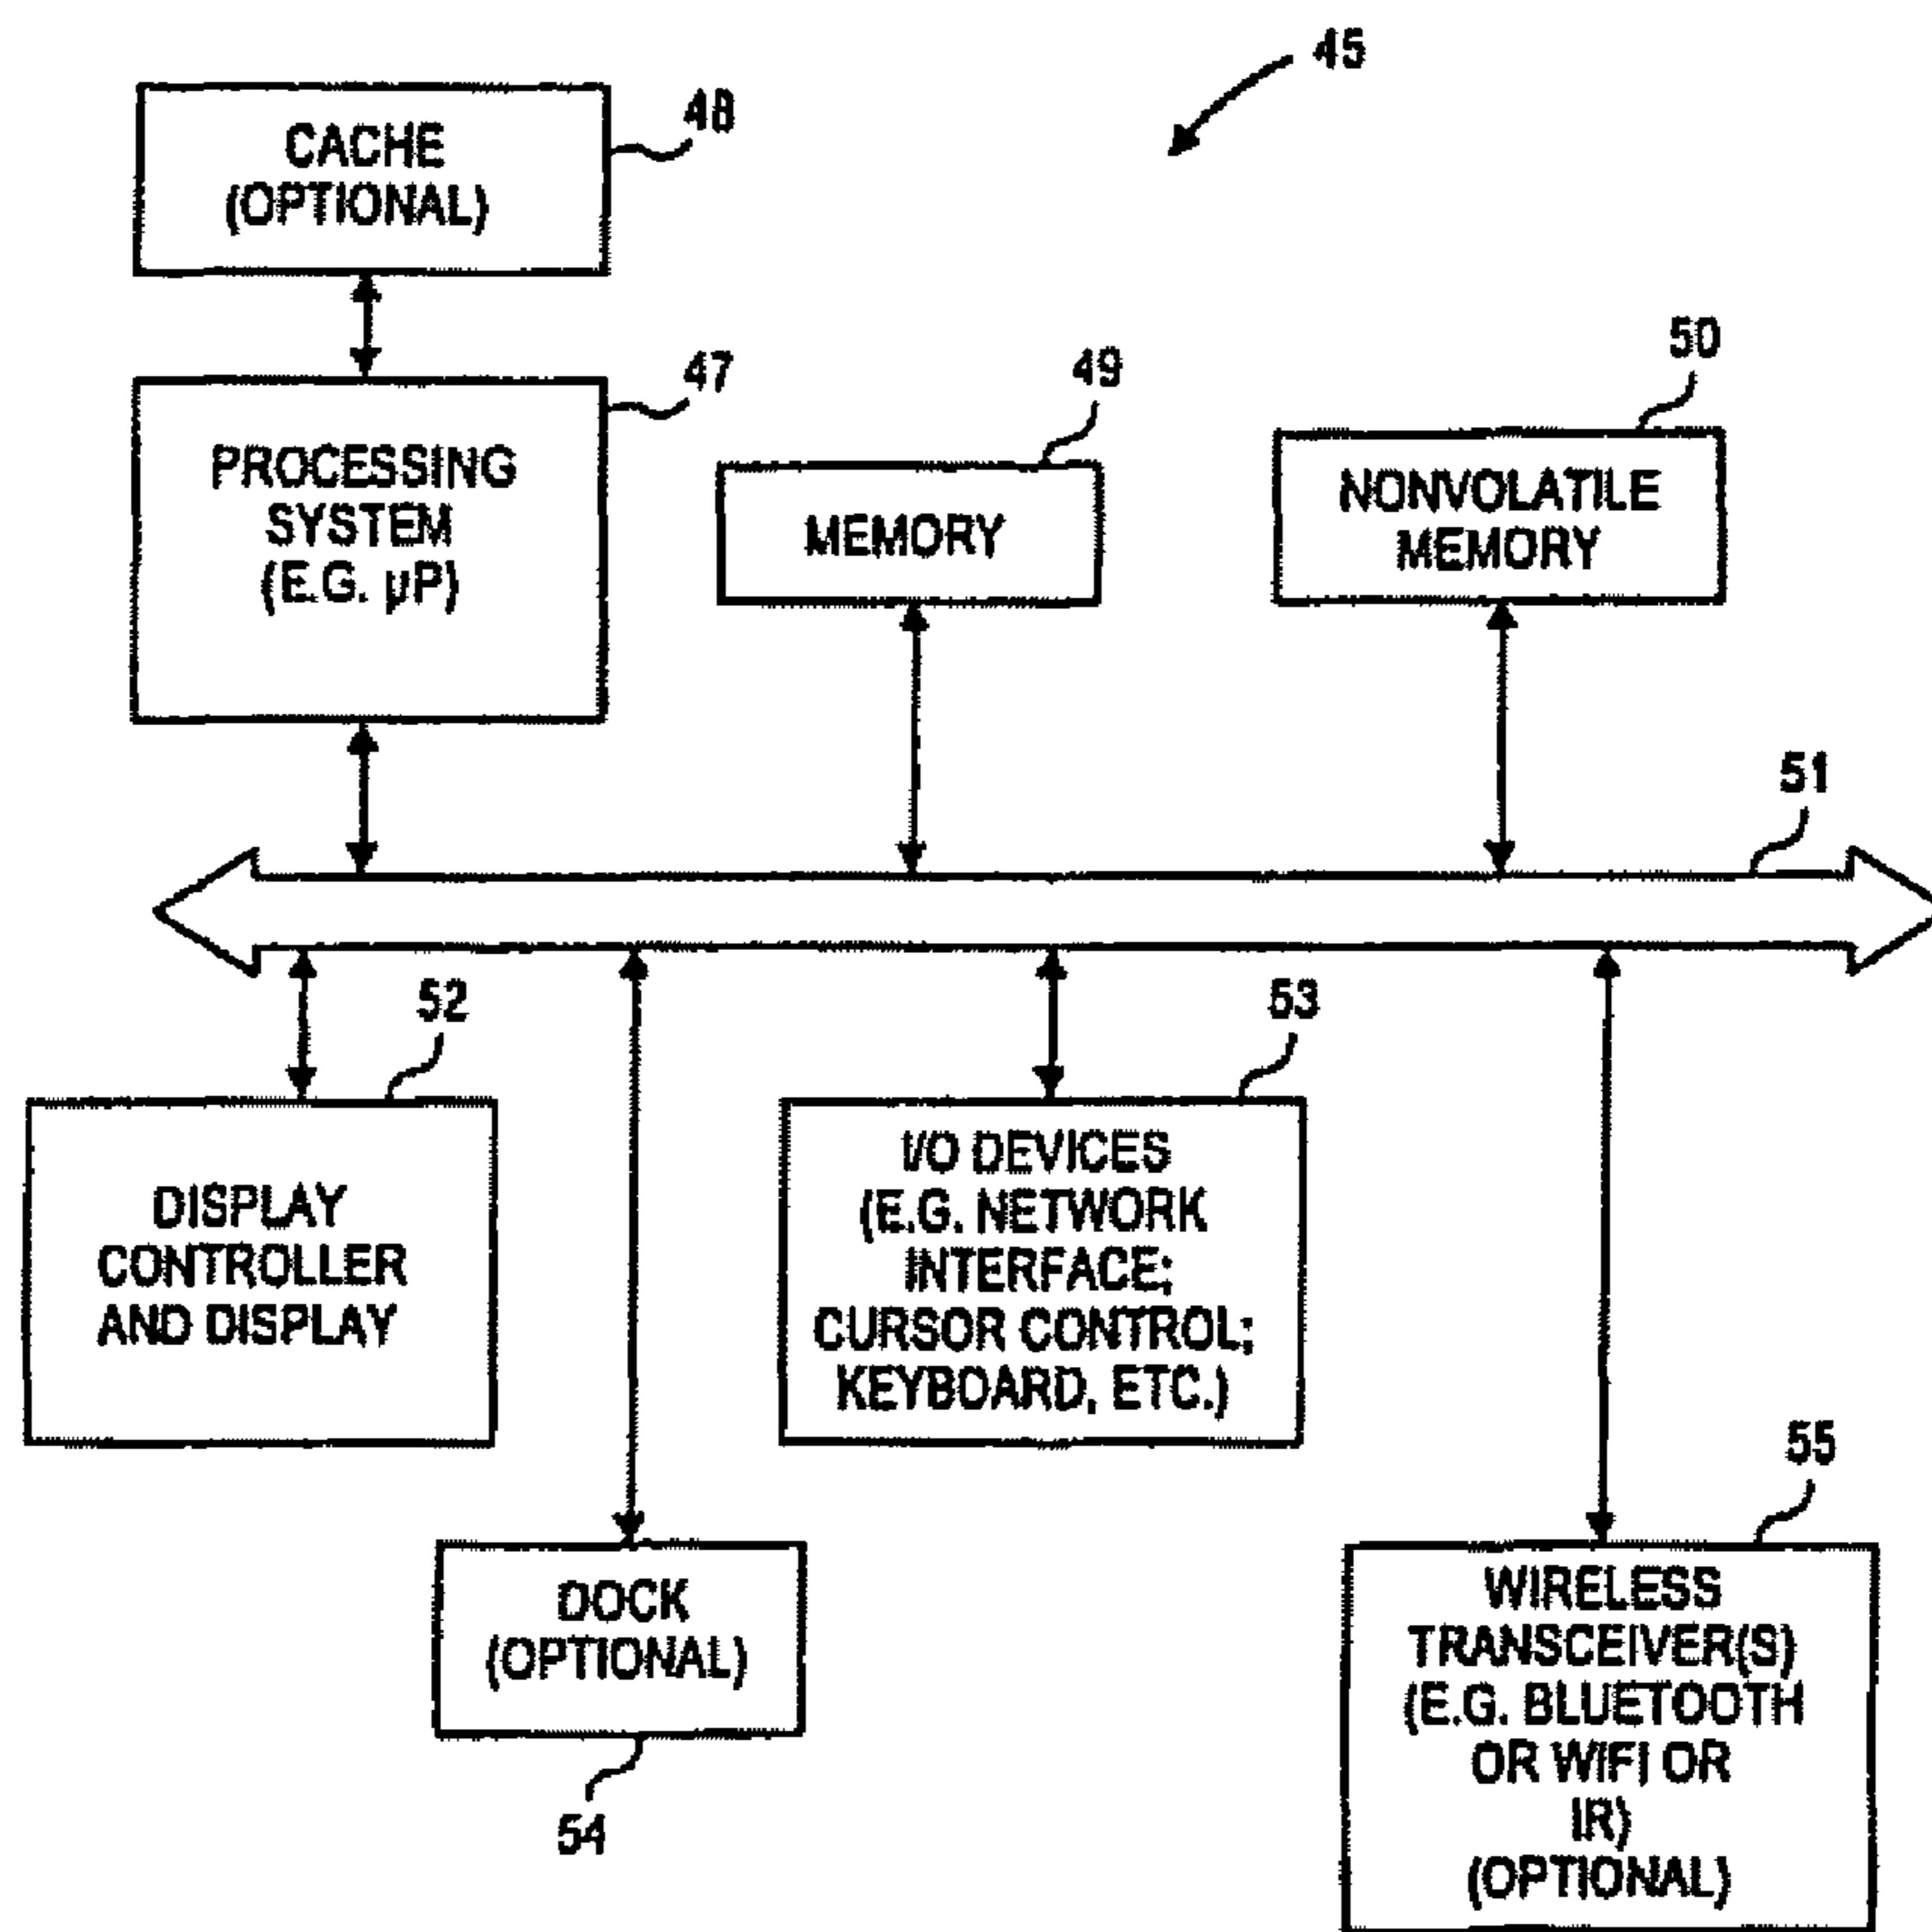 45
CACHE
(OPTIONAL)
48
PROCESSING
SYSTEM
(E.G. µP)
47
MEMORY
49
NONVOLATILE
MEMORY
50
51
52
DISPLAY
CONTROLLER
AND DISPLAY
53
I/O DEVICES
(E.G. NETWORK
INTERFACE;
CURSOR CONTROL;
KEYBOARD, ETC.)
DOCK
(OPTIONAL)
54
55
WIRELESS
TRANSCEIVER(S)
(E.G. BLUETOOTH
OR WIFI OR
IR)
(OPTIONAL)